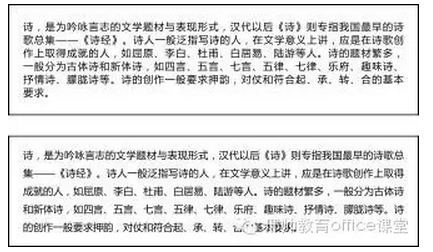 诗，是为吟咏言志的文学题材与表现形式，汉代以后《诗》则专指我国最早的诗
歌总集——《诗经》。诗人一般泛指写诗的人，在文学意义上讲，应是在诗歌创
作上取得成就的人，如屈原、李白、杜甫、白居易、陆游等人。诗的题材繁多，
一般分为古体诗和新体诗，如四言、五言、七言、五律、七律、乐府、趣味诗、
抒情诗、朦胧诗等。诗的创作一般要求押韵，对仗和符合起、承、转、合的基本
要求。
诗，是为吟咏言志的文学题材与表现形式，汉代以后《诗》则专指我国最早的诗歌总
集——《诗经》。诗人一般泛指写诗的人，在文学意义上讲，应是在诗歌创作上取得
成就的人，如屈原、李白、杜甫、白居易、陆游等人。诗的题材繁多，一般分为古体诗
和新体诗，如四言、五言、七言、五律、七律、乐府、趣味诗、抒情诗、朦胧诗等。诗
的创作一般要求押韵，对仗和符合起、承、转、合的基本要求。
教育office课堂